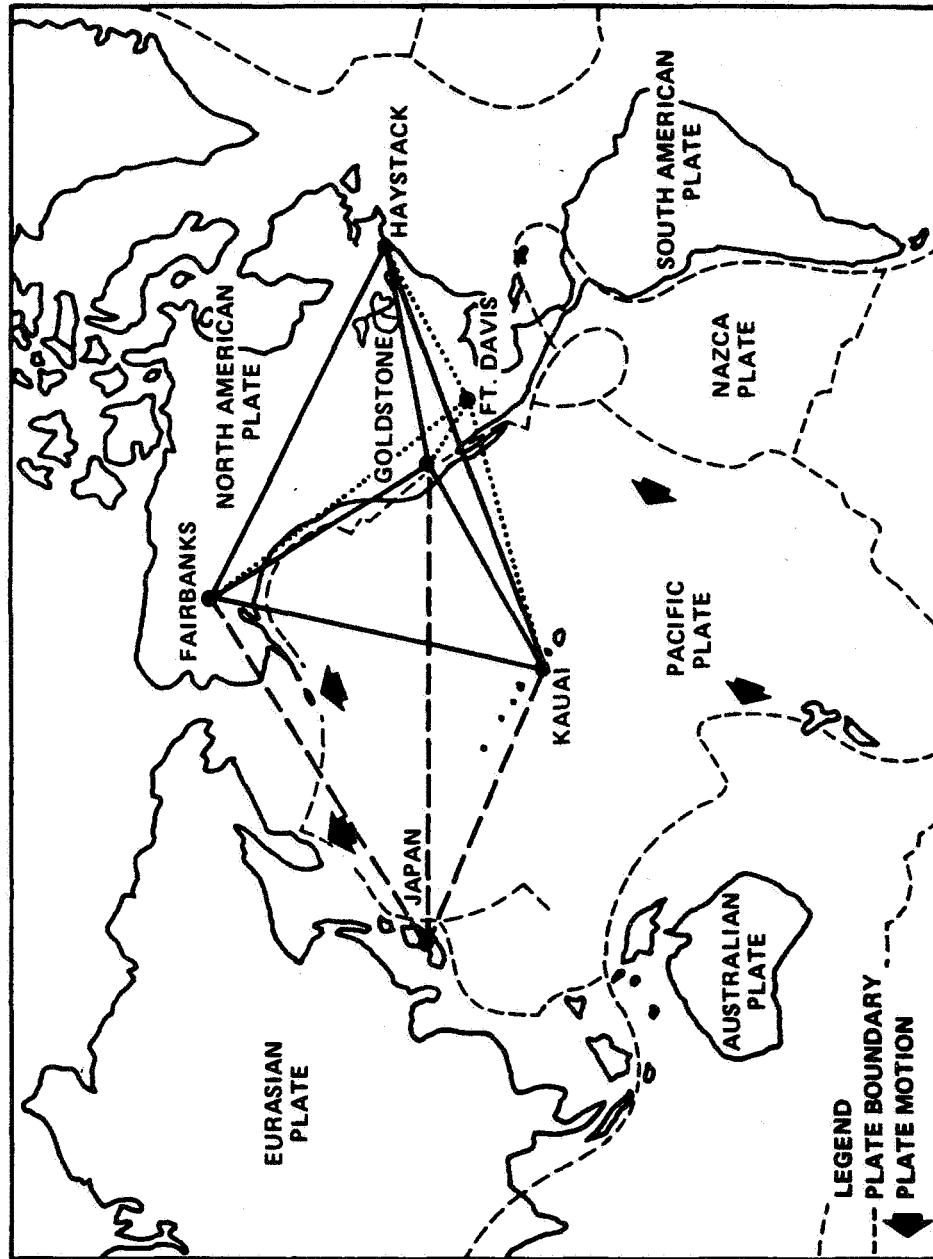 EURASIAN
PLATE
JAPAN
FAIRBANKS
NORTH AMERICAN
PLATE
GOLDSTONE
HAYSTACK
FT. DAVIS
KAUAI
PACIFIC
PLATE
NAZCA
PLATE
SOUTH AMERICAN
PLATE
AUSTRALIAN
PLATE
LEGEND
PLATE BOUNDARY
PLATE MOTION